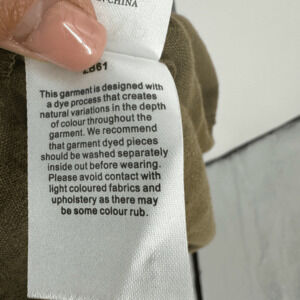 CHINA
2861
This garment is designed with
a dye process that creates
natural variations in the depth
of colour throughout the
garment. We recommend
that garment dyed pieces
should be washed separately
inside out before wearing.
Please avoid contact with
light coloured fabrics and
upholstery as there may
be some colour rub.